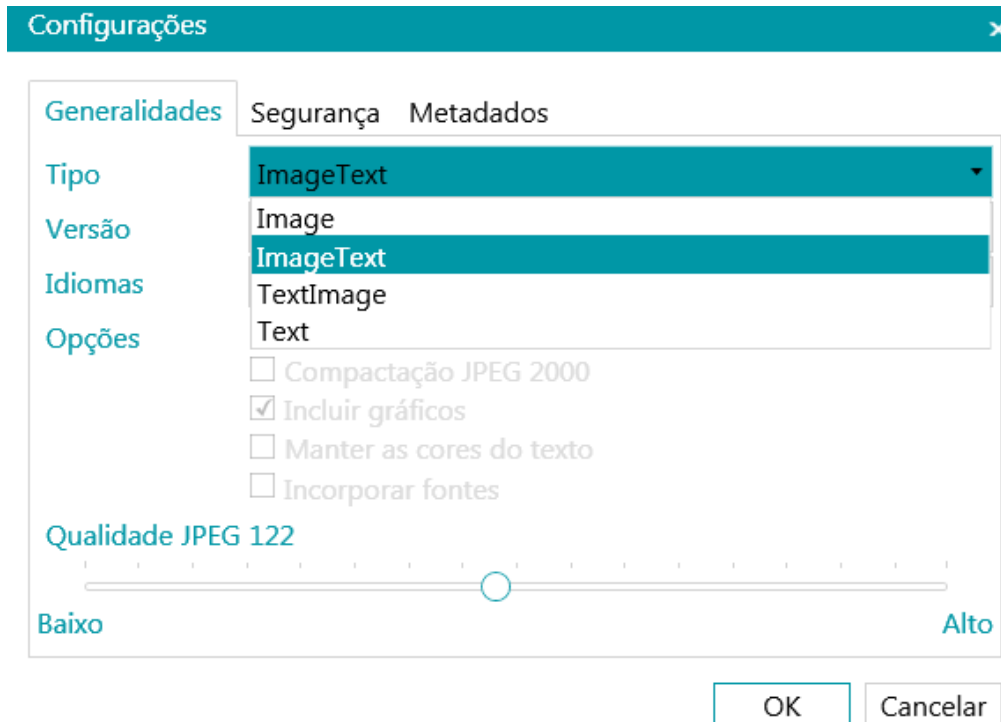 Configurações
Generalidades Segurança Metadados
Tipo ImageText
Image
Versão
ImageText
Idiomas
TextImage
Opções
Text
Compactação JPEG 2000
Incluir gráficos
Manter as cores do texto
Incorporar fontes
Qualidade JPEG 122
Baixo Alto
OK Cancelar